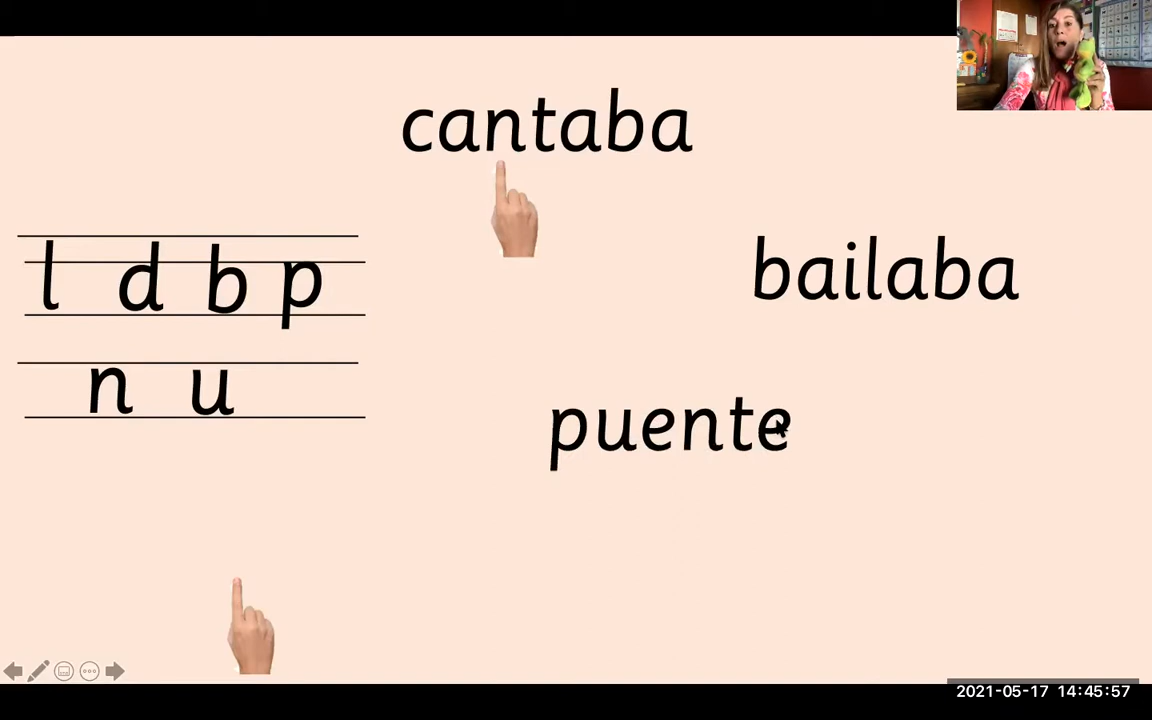 cantaba
bailaba
l d b p
n u
puente
2021-05-17 14:45:57